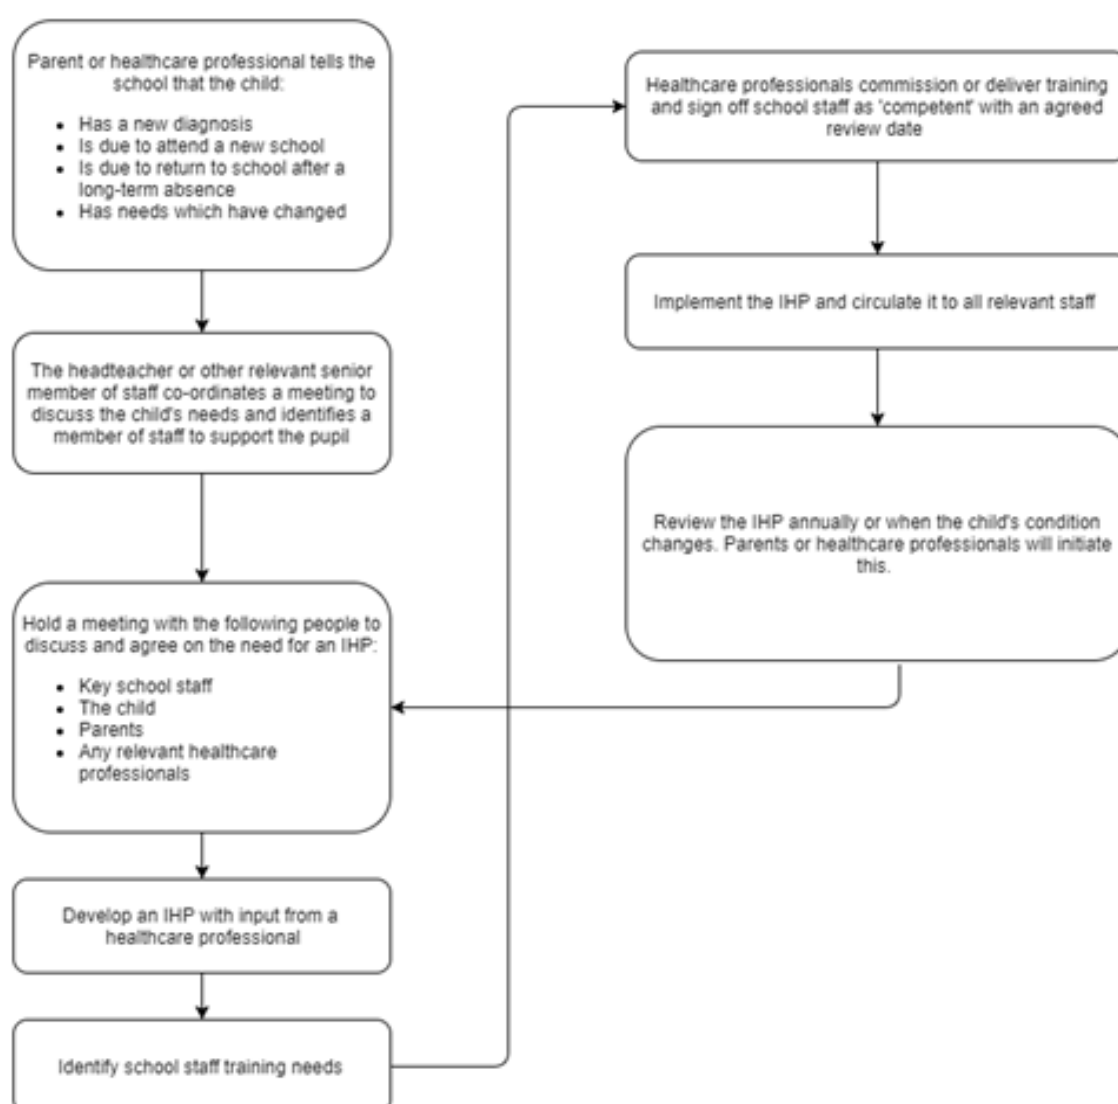 Parent or healthcare professional tells the
school that the child:
• Has a new diagnosis
• Is due to attend a new school
• Is due to return to school after a
long-term absence
• Has needs which have changed
The headteacher or other relevant senior
member of staff co-ordinates a meeting to
discuss the child's needs and identifies a
member of staff to support the pupil
Hold a meeting with the following people to
discuss and agree on the need for an IHP:
• Key school staff
• The child
• Parents
• Any relevant healthcare
professionals
Develop an IHP with input from a
healthcare professional
Identify school staff training needs
Healthcare professionals commission or deliver training
and sign off school staff as 'competent' with an agreed
review date
Implement the IHP and circulate it to all relevant staff
Review the IHP annually or when the child's condition
changes. Parents or healthcare professionals will initiate
this.